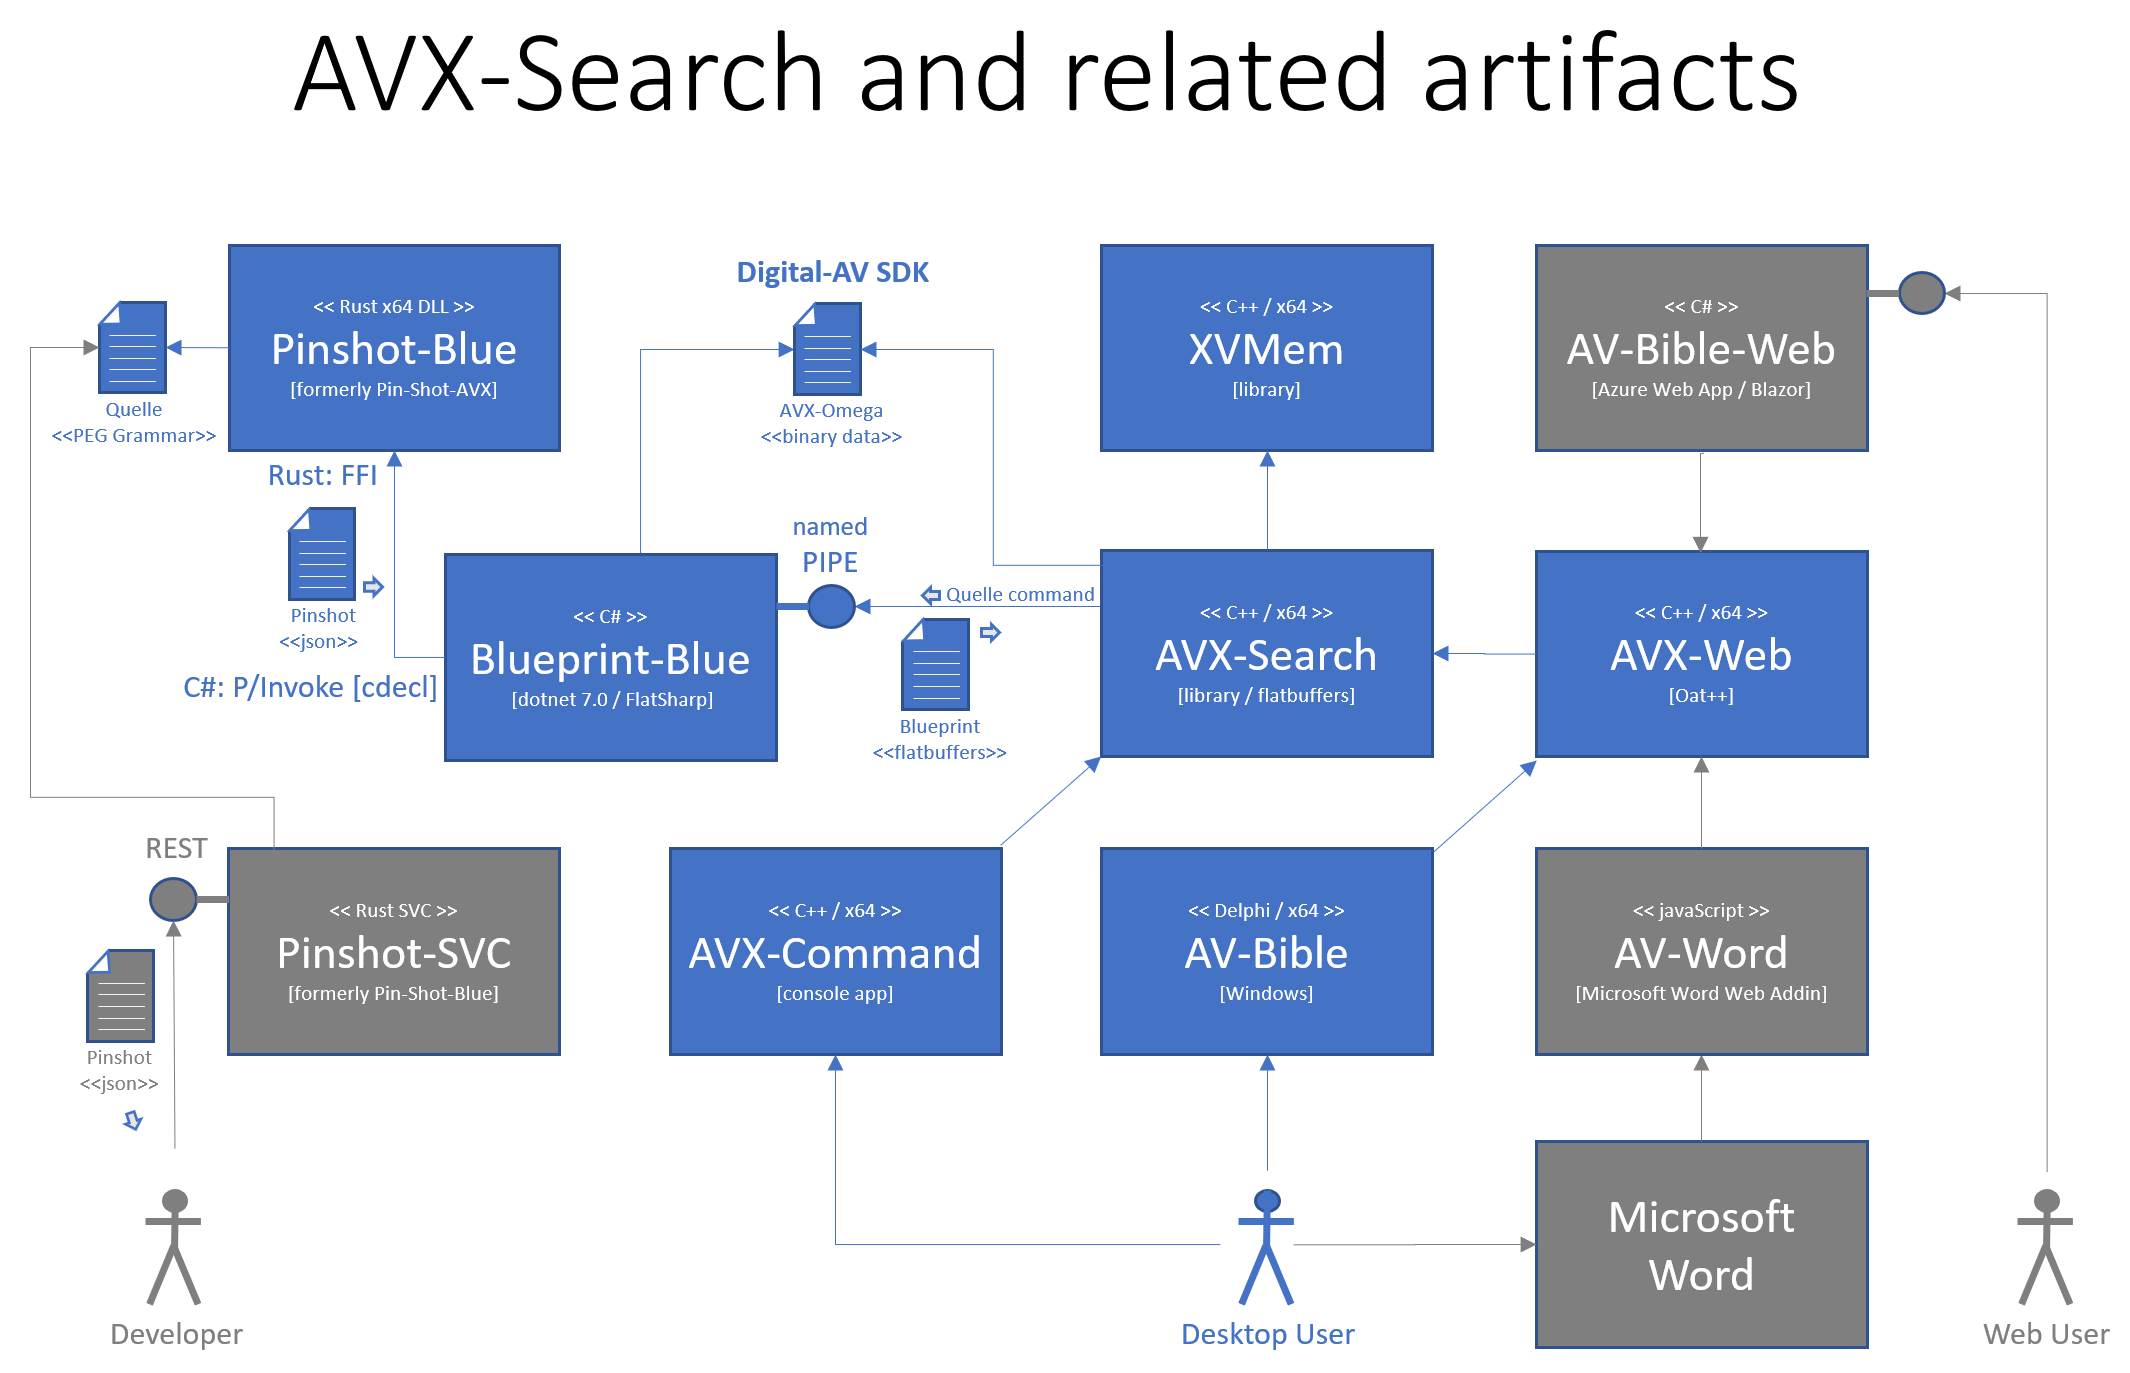 AVX-Search and related artifacts
<< Rust x64 DLL >>
Pinshot-Blue
[formerly Pin-Shot-AVX]
Quelle
<<PEG Grammar>>
Digital-AV SDK
AVX-Omega
<<binary data>>
<< C++ / x64 >>
XVMem
[library]
<< C# >>
AV-Bible-Web
[Azure Web App / Blazor]
Rust: FFI
Pinshot
<<json>>
C#: P/Invoke [cdecl]
<< C# >>
Blueprint-Blue
[dotnet 7.0 / FlatSharp]
named
PIPE
Quelle command
Blueprint
<<flatbuffers>>
<< C++ / x64 >>
AVX-Search
[library / flatbuffers]
<< C++ / x64 >>
AVX-Web
[Oat++]
REST
<< Rust SVC >>
Pinshot-SVC
[formerly Pin-Shot-Blue]
Pinshot
<<json>>
<< C++ / x64 >>
AVX-Command
[console app]
<< Delphi / x64 >>
AV-Bible
[Windows]
<< javaScript >>
AV-Word
[Microsoft Word Web Addin]
Microsoft
Word
Developer
Desktop User
Web User